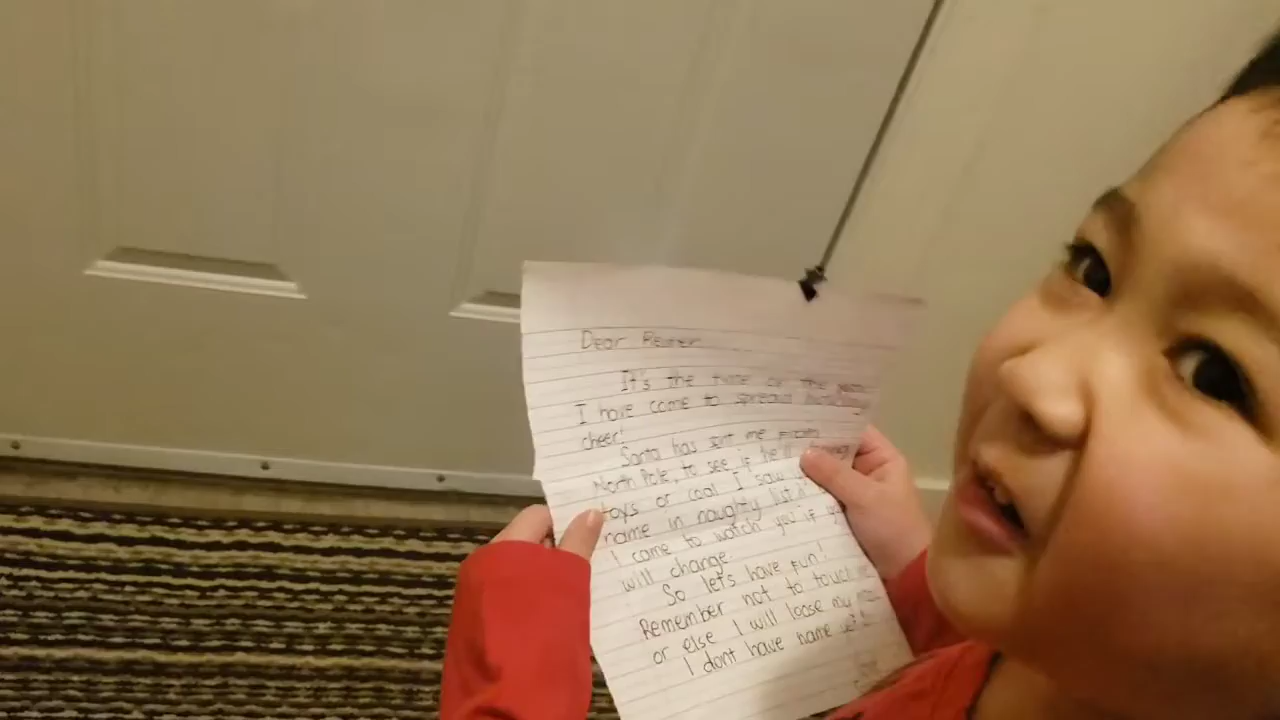 Dear
It's the time of the
I have come to spread
cheer!
Santa has sent me
North Pole, to see if he'll
toys or coal I saw
name in naughty list
I came to watch you if
will change.
So let's have fun!
Remember not to touch
or else I will loose my
I dont have name